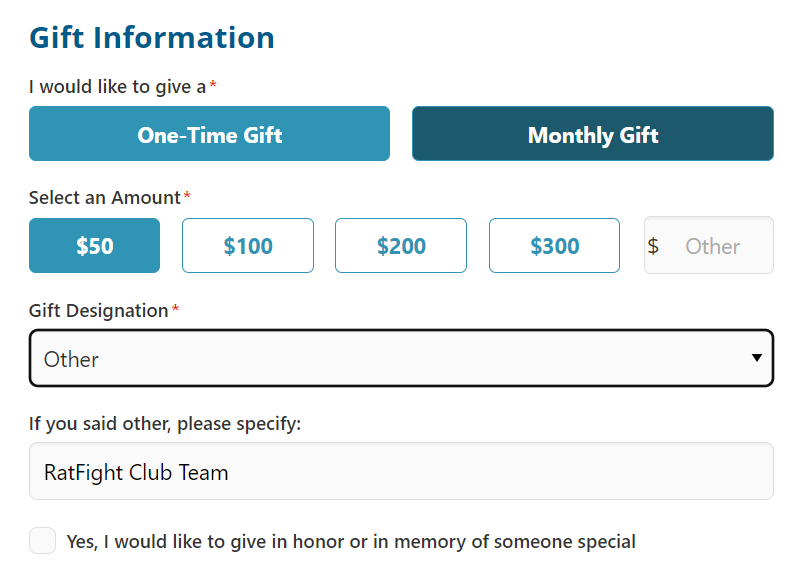 Gift Information
I would like to give a*
One-Time Gift Monthly Gift
Select an Amount*
$50 $100 $200 $300 $ Other
Gift Designation*
Other
If you said other, please specify:
RatFight Club Team
Yes, I would like to give in honor or in memory of someone special